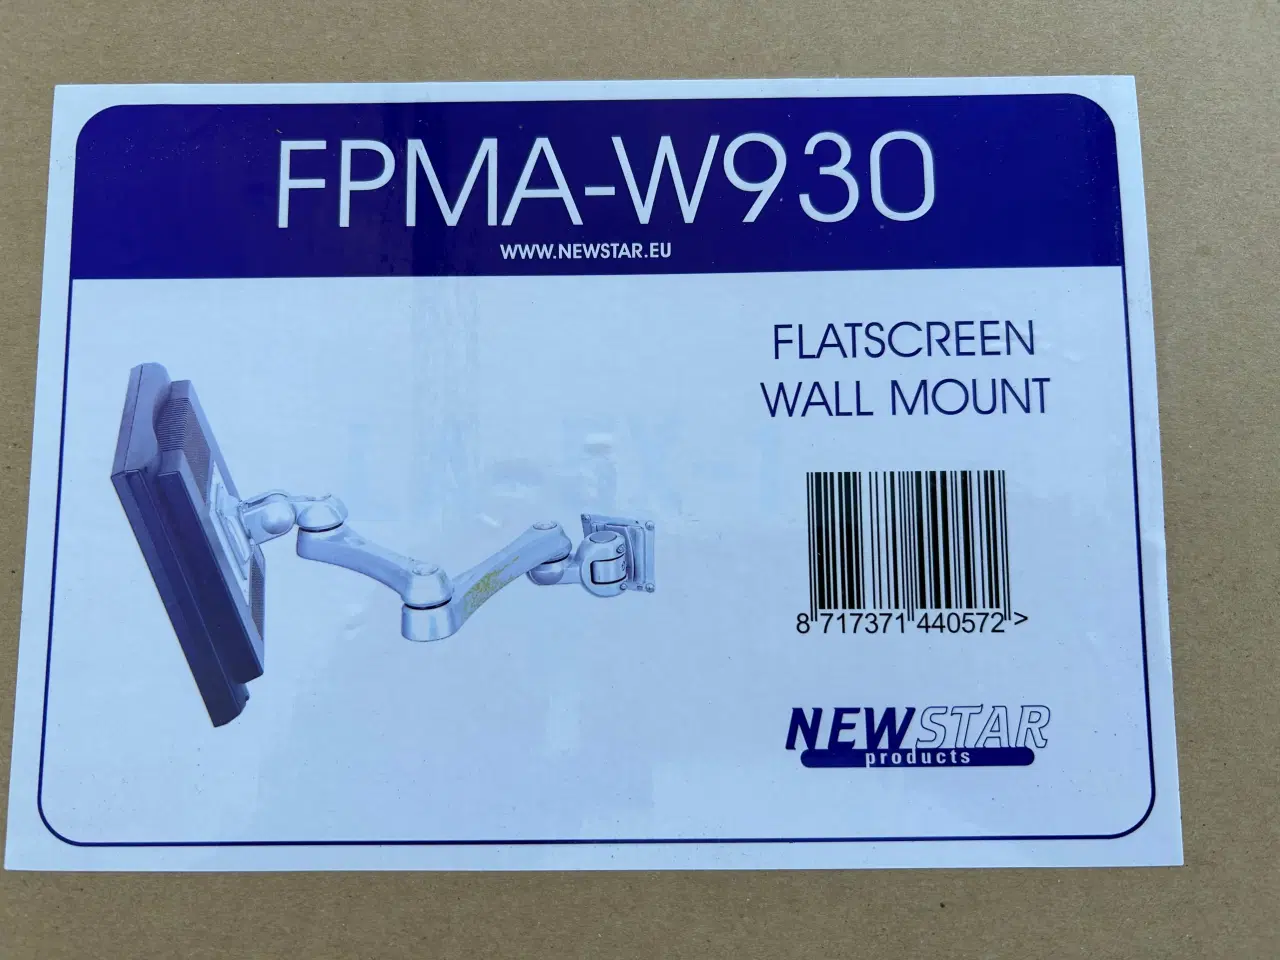 FPMA-W930
WWW.NEWSTAR.EU
FLATSCREEN
WALL MOUNT
8 717371 440572 >
NEWSTAR
products